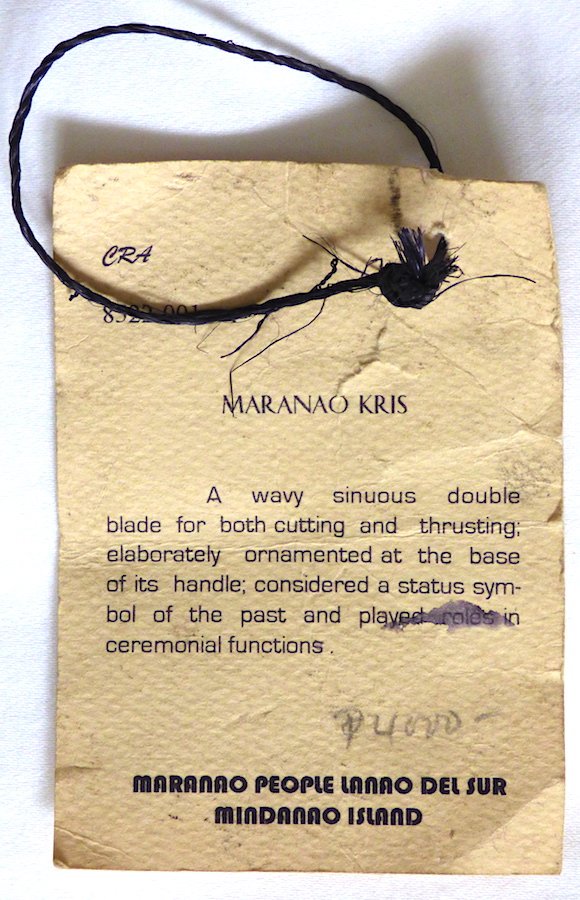 CRA
MARANAO KRIS
A wavy sinuous double
blade for both cutting and thrusting;
elaborately ornamented at the base
of its handle; considered a status sym-
bol of the past and played roles in
ceremonial functions .
₱4000-
MARANAO PEOPLE LANAO DEL SUR
MINDANAO ISLAND